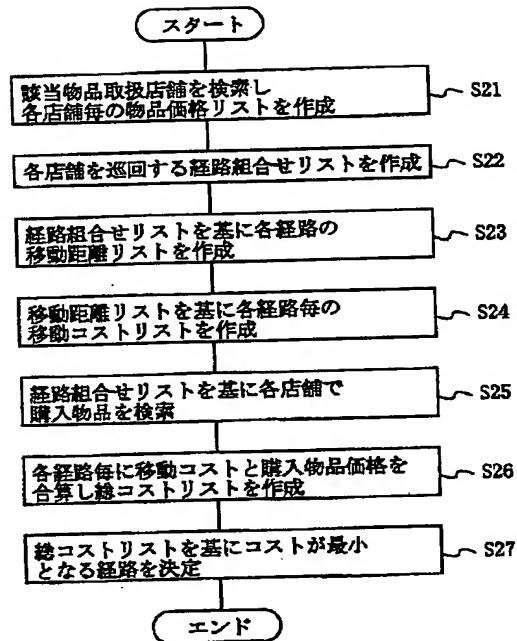 スタート
該当物品取扱店舗を検索し
各店舗毎の物品価格リストを作成
S21
各店舗を巡回する経路組合せリストを作成
S22
経路組合せリストを基に各経路の
移動距離リストを作成
S23
移動距離リストを基に各経路毎の
移動コストリストを作成
S24
経路組合せリストを基に各店舗で
購入物品を検索
S25
各経路毎に移動コストと購入物品価格を
合算し総コストリストを作成
S26
総コストリストを基にコストが最小
となる経路を決定
S27
エンド